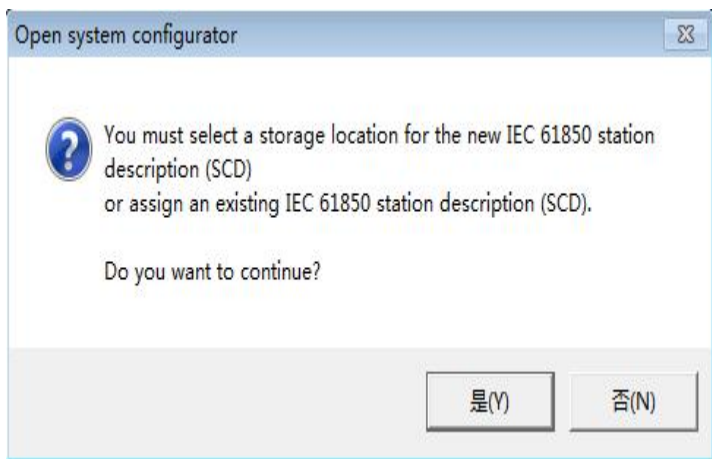 Open system configurator
You must select a storage location for the new IEC 61850 station
description (SCD)
or assign an existing IEC 61850 station description (SCD).
Do you want to continue?
是(Y)
否(N)